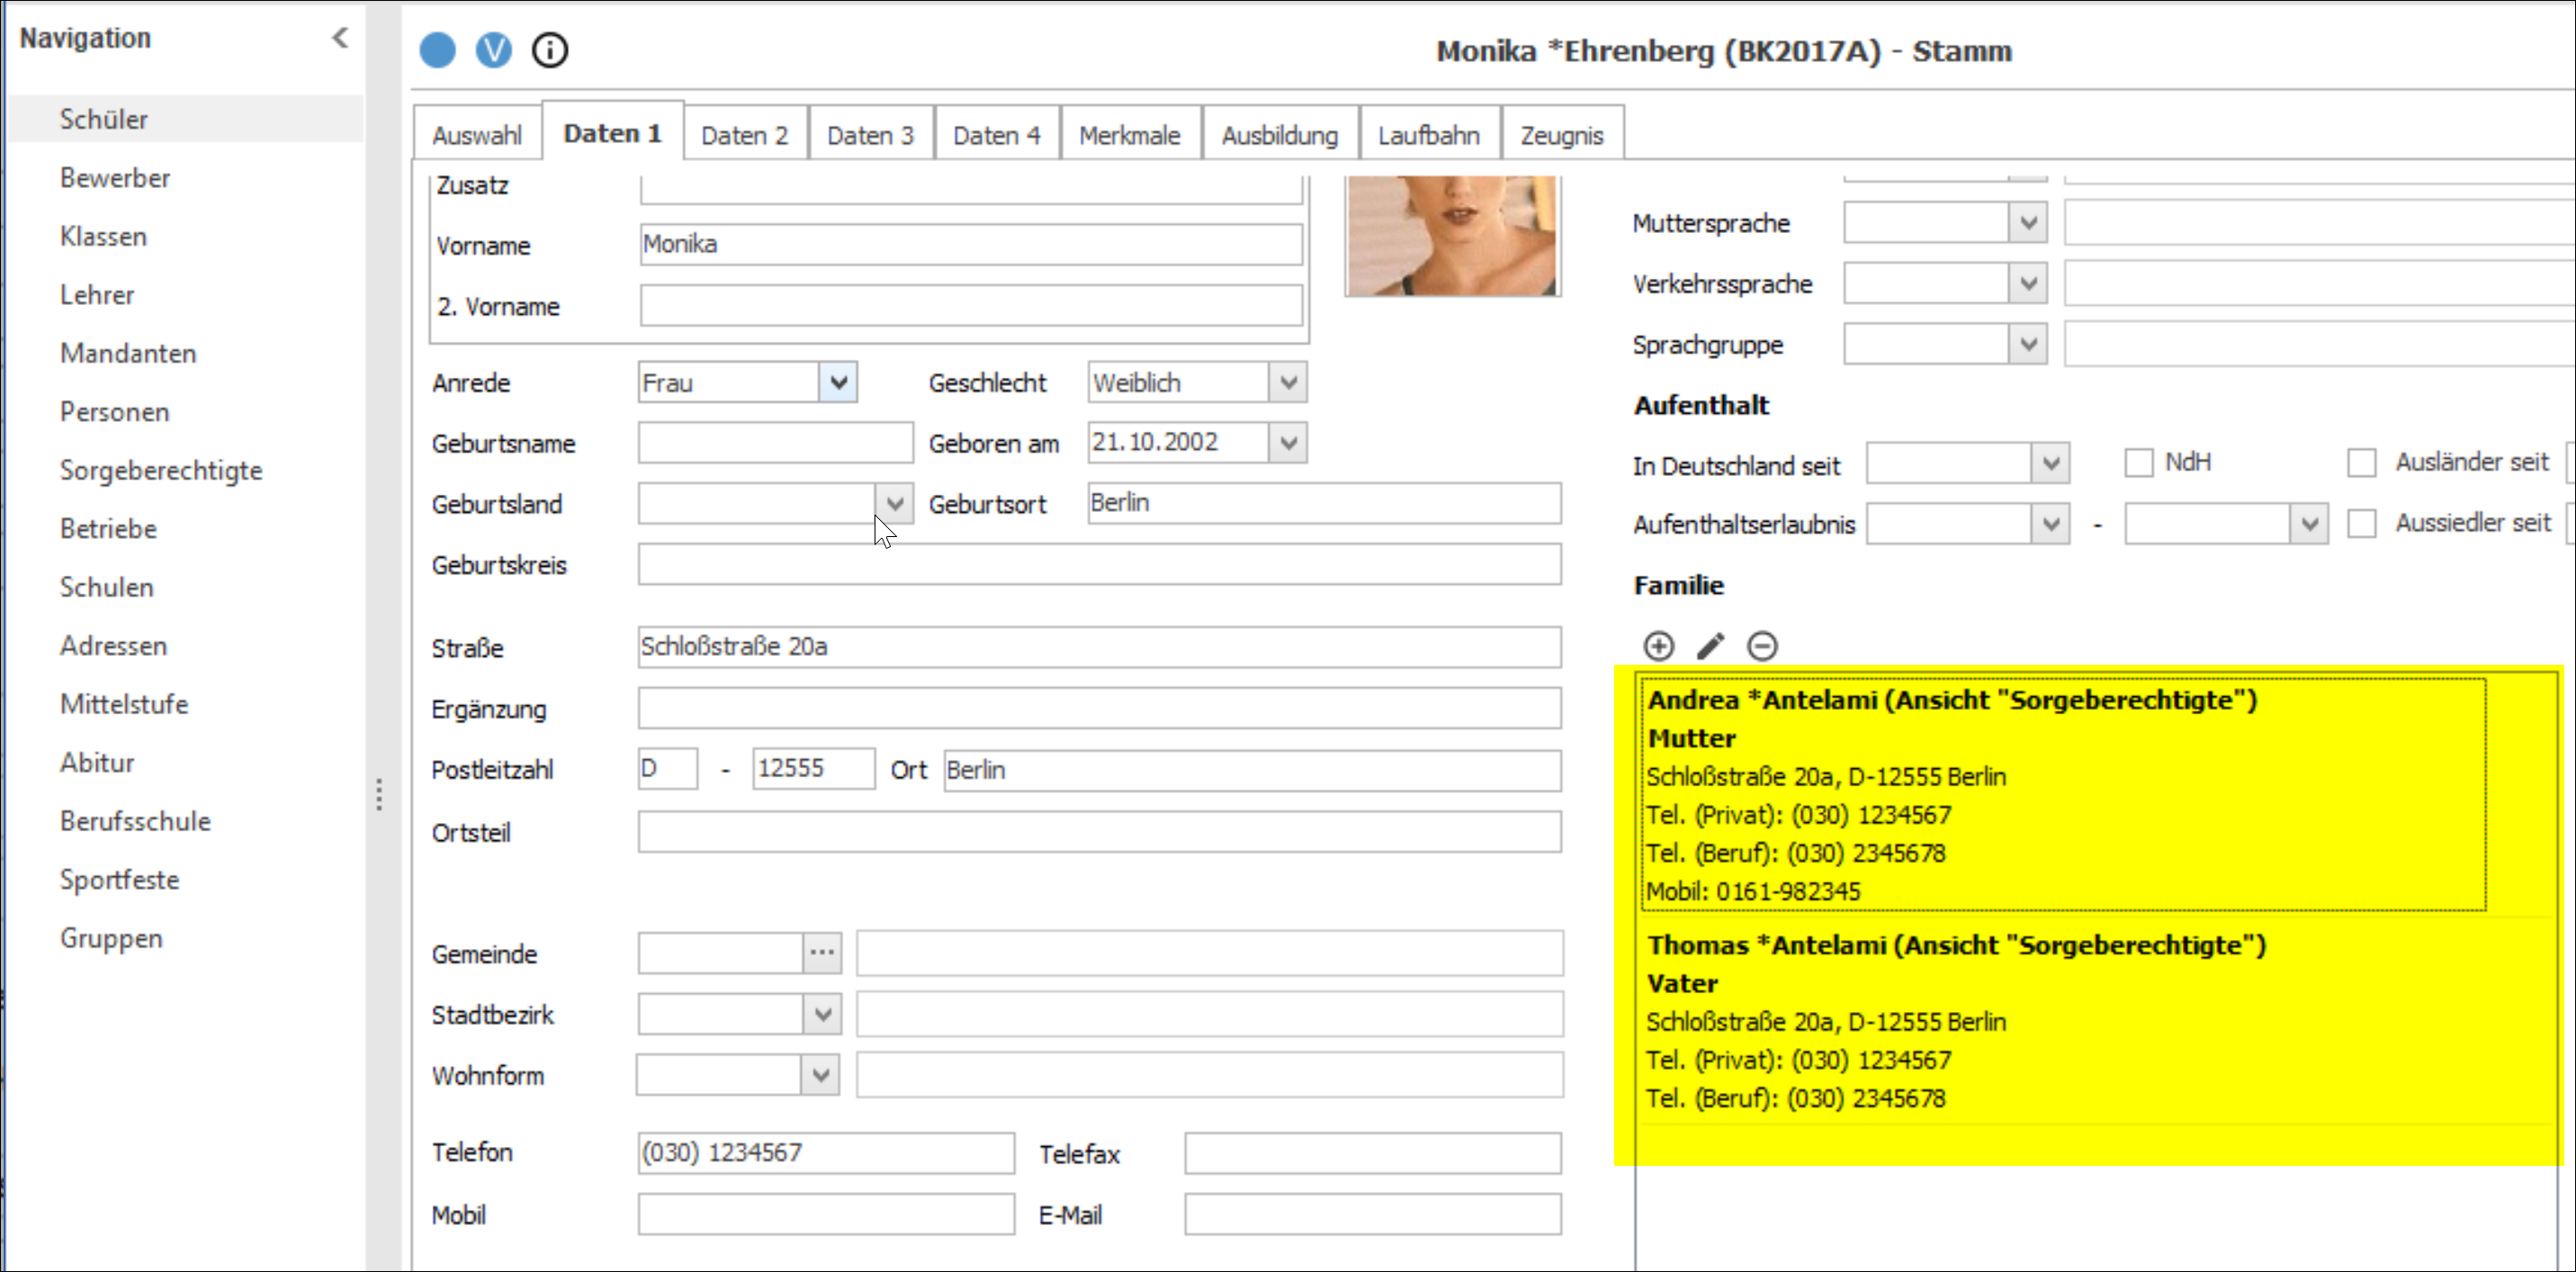 Navigation
Schüler
Bewerber
Klassen
Lehrer
Mandanten
Personen
Sorgeberechtigte
Betriebe
Schulen
Adressen
Mittelstufe
Abitur
Berufsschule
Sportfeste
Gruppen
V i
Monika *Ehrenberg (BK2017A) - Stamm
Auswahl Daten 1 Daten 2 Daten 3 Daten 4 Merkmale Ausbildung Laufbahn Zeugnis
Zusatz
Vorname Monika
2. Vorname
Anrede Frau Geschlecht Weiblich
Geburtsname Geboren am 21.10.2002
Geburtsland Geburtsort Berlin
Geburtskreis
Straße Schloßstraße 20a
Ergänzung
Postleitzahl D - 12555 Ort Berlin
Ortsteil
Gemeinde ...
Stadtbezirk
Wohnform
Telefon (030) 1234567 Telefax
Mobil E-Mail
Muttersprache
Verkehrssprache
Sprachgruppe
Aufenthalt
In Deutschland seit NdH Ausländer seit
Aufenthaltserlaubnis - Aussiedler seit
Familie
Andrea *Antelami (Ansicht "Sorgeberechtigte")
Mutter
Schloßstraße 20a, D-12555 Berlin
Tel. (Privat): (030) 1234567
Tel. (Beruf): (030) 2345678
Mobil: 0161-982345
Thomas *Antelami (Ansicht "Sorgeberechtigte")
Vater
Schloßstraße 20a, D-12555 Berlin
Tel. (Privat): (030) 1234567
Tel. (Beruf): (030) 2345678